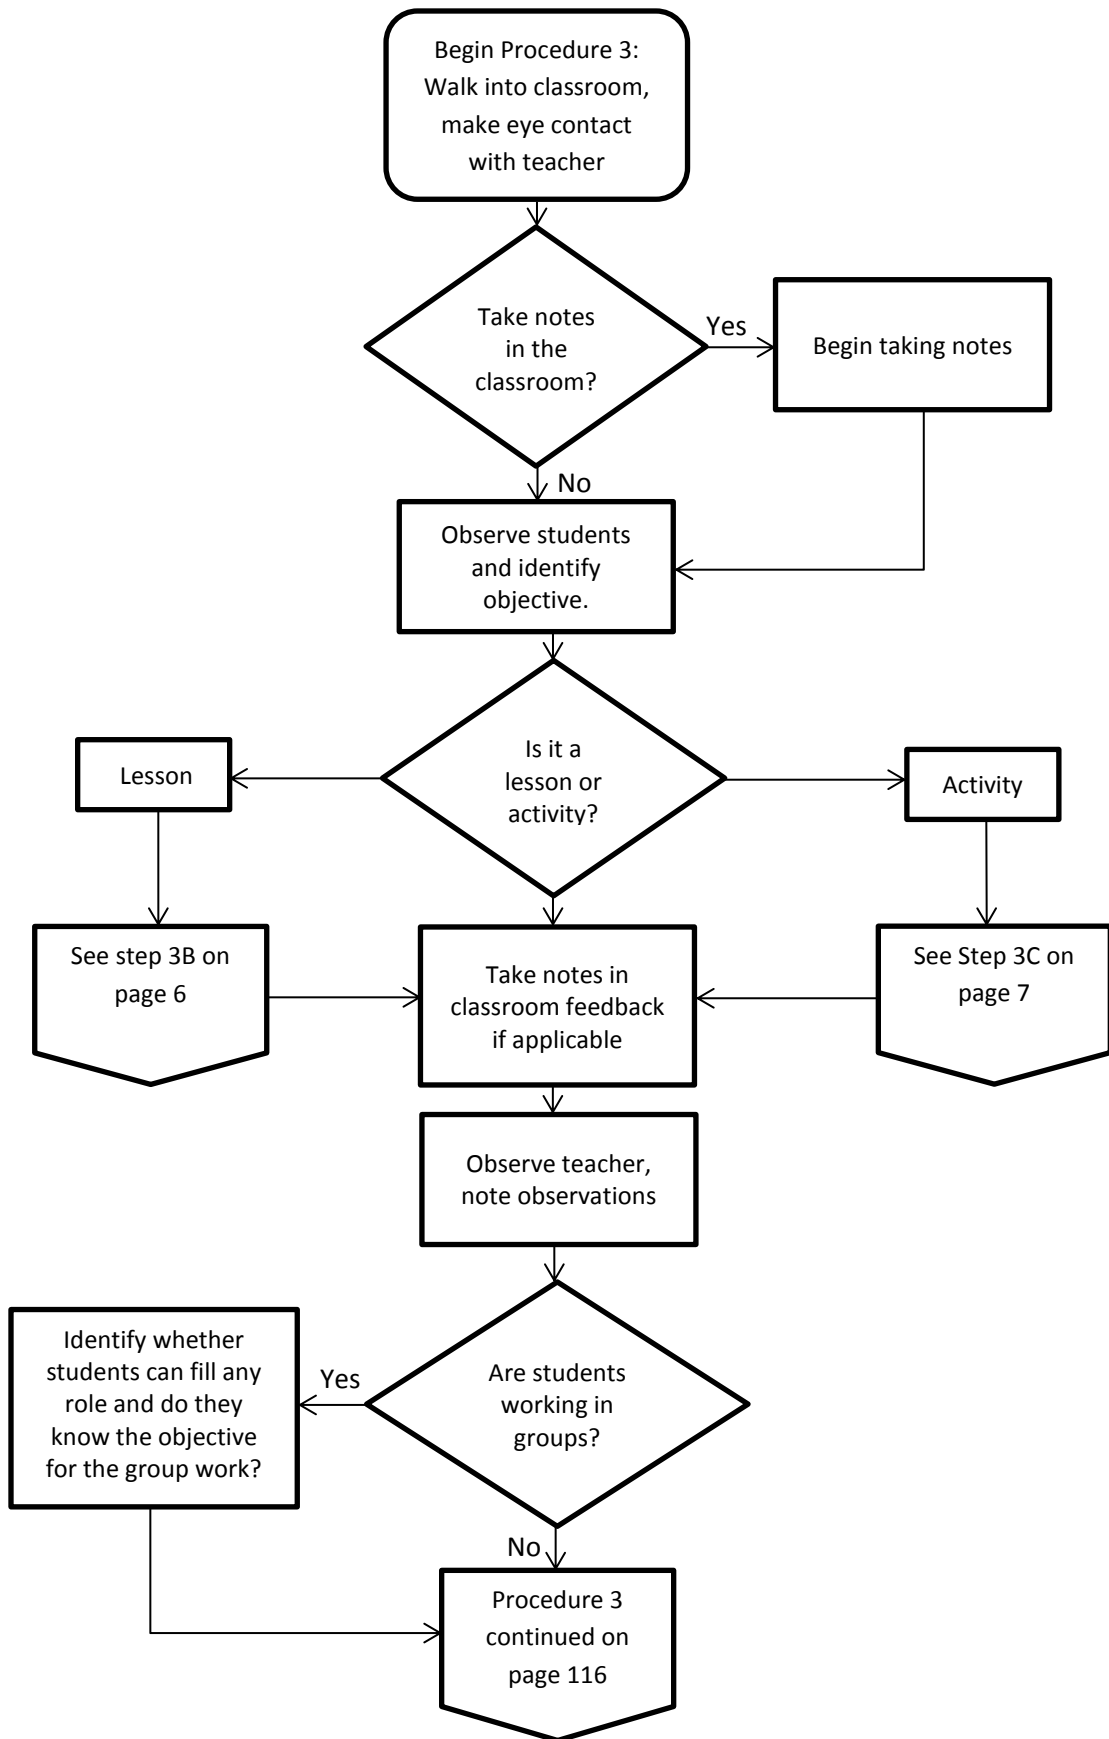 Begin Procedure 3:
Walk into classroom,
make eye contact
with teacher
Take notes
in the
classroom?
Yes
Begin taking notes
No
Observe students
and identify
objective.
Is it a
lesson or
activity?
Lesson
Activity
See step 3B on
page 6
Take notes in
classroom feedback
if applicable
See Step 3C on
page 7
Observe teacher,
note observations
Are students
working in
groups?
Yes
Identify whether
students can fill any
role and do they
know the objective
for the group work?
No
Procedure 3
continued on
page 116